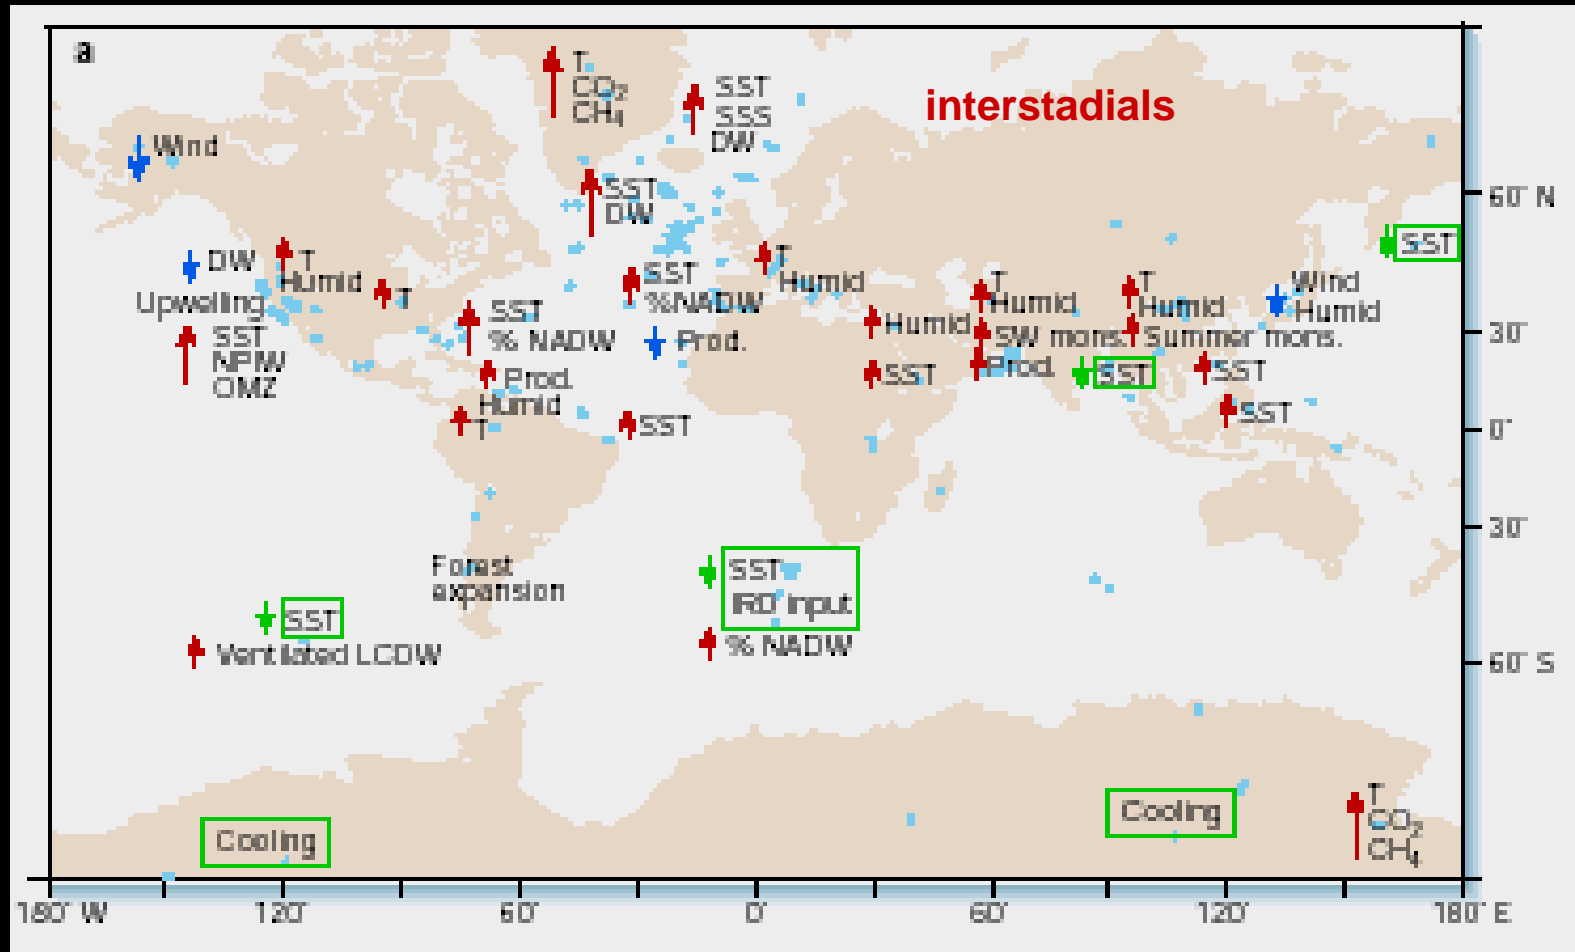 a
interstadials
T
CO₂
CH₄
SST
SSS
DW
Wind
SST
DW
60° N
SST
DW
T
Humid
Upwelling
T
SST
NPIW
OMZ
SST
% NADW
SST
%NADW
Prod.
T
Humid
Humid
T
Humid
SW mons.
Prod.
T
Humid
Summer mons.
Wind
Humid
30°
SST
SST
SST
SST
Prod.
Humid
T
SST
0°
30°
Forest
expansion
SST
IRD input
% NADW
SST
Ventilated LCDW
60° S
Cooling
Cooling
T
CO₂
CH₄
180° W
120°
60°
0°
60°
120°
180° E